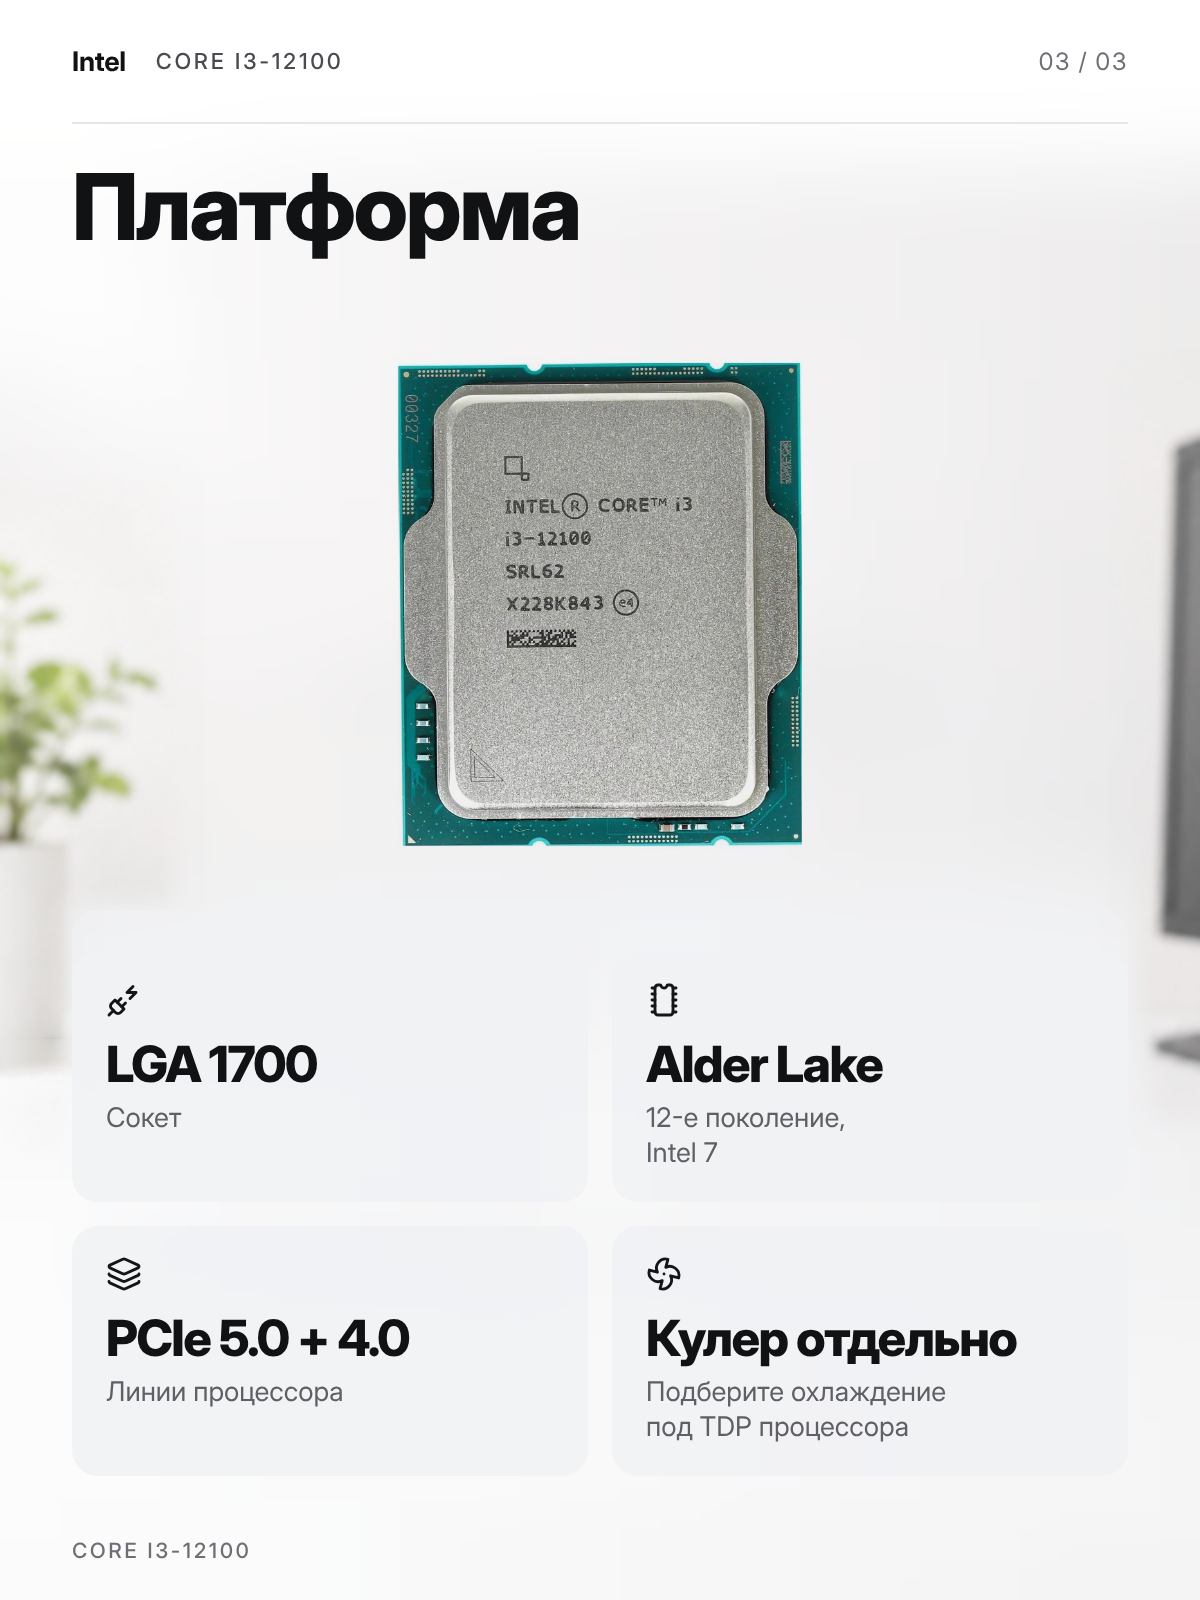 Intel CORE I3-12100 03 / 03
Платформа
00327
INTEL® CORE™ i3
i3-12100
SRL62
X228K843 e4
LGA 1700
Сокет
Alder Lake
12-е поколение,
Intel 7
PCIe 5.0 + 4.0
Линии процессора
Кулер отдельно
Подберите охлаждение
под TDP процессора
CORE I3-12100